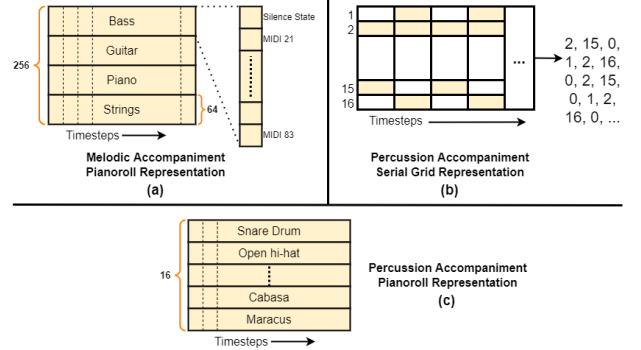 256
Bass
Guitar
Piano
Strings
64
Timesteps
Silence State
MIDI 21
MIDI 83
Melodic Accompaniment
Pianoroll Representation
(a)
1
2
15
16
...
Timesteps
2, 15, 0,
1, 2, 16,
0, 2, 15,
0, 1, 2,
16, 0, ...
Percussion Accompaniment
Serial Grid Representation
(b)
16
Snare Drum
Open hi-hat
Cabasa
Maracus
Timesteps
Percussion Accompaniment
Pianoroll Representation
(c)